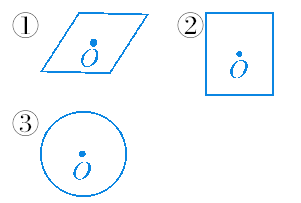 ① O
② O
③ O